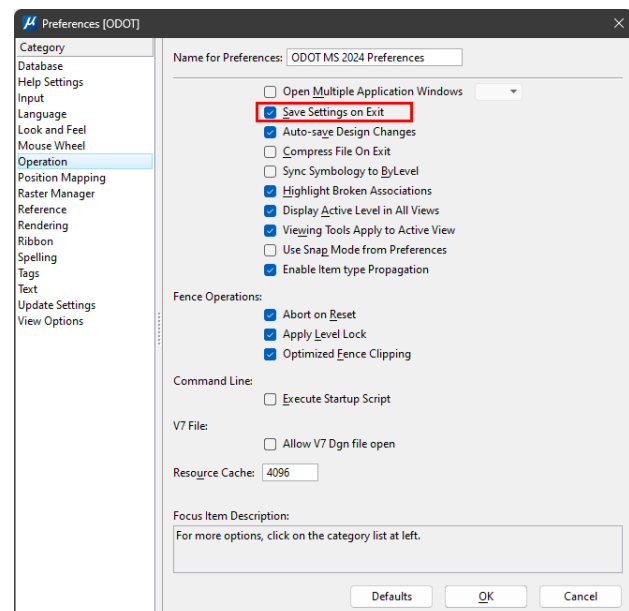 Preferences [ODOT]
Category
Database
Help Settings
Input
Language
Look and Feel
Mouse Wheel
Operation
Position Mapping
Raster Manager
Reference
Rendering
Ribbon
Spelling
Tags
Text
Update Settings
View Options
Name for Preferences: ODOT MS 2024 Preferences
Open Multiple Application Windows
Save Settings on Exit
Auto-save Design Changes
Compress File On Exit
Sync Symbology to ByLevel
Highlight Broken Associations
Display Active Level in All Views
Viewing Tools Apply to Active View
Use Snap Mode from Preferences
Enable Item type Propagation
Fence Operations:
Abort on Reset
Apply Level Lock
Optimized Fence Clipping
Command Line:
Execute Startup Script
V7 File:
Allow V7 Dgn file open
Resource Cache: 4096
Focus Item Description:
For more options, click on the category list at left.
Defaults OK Cancel